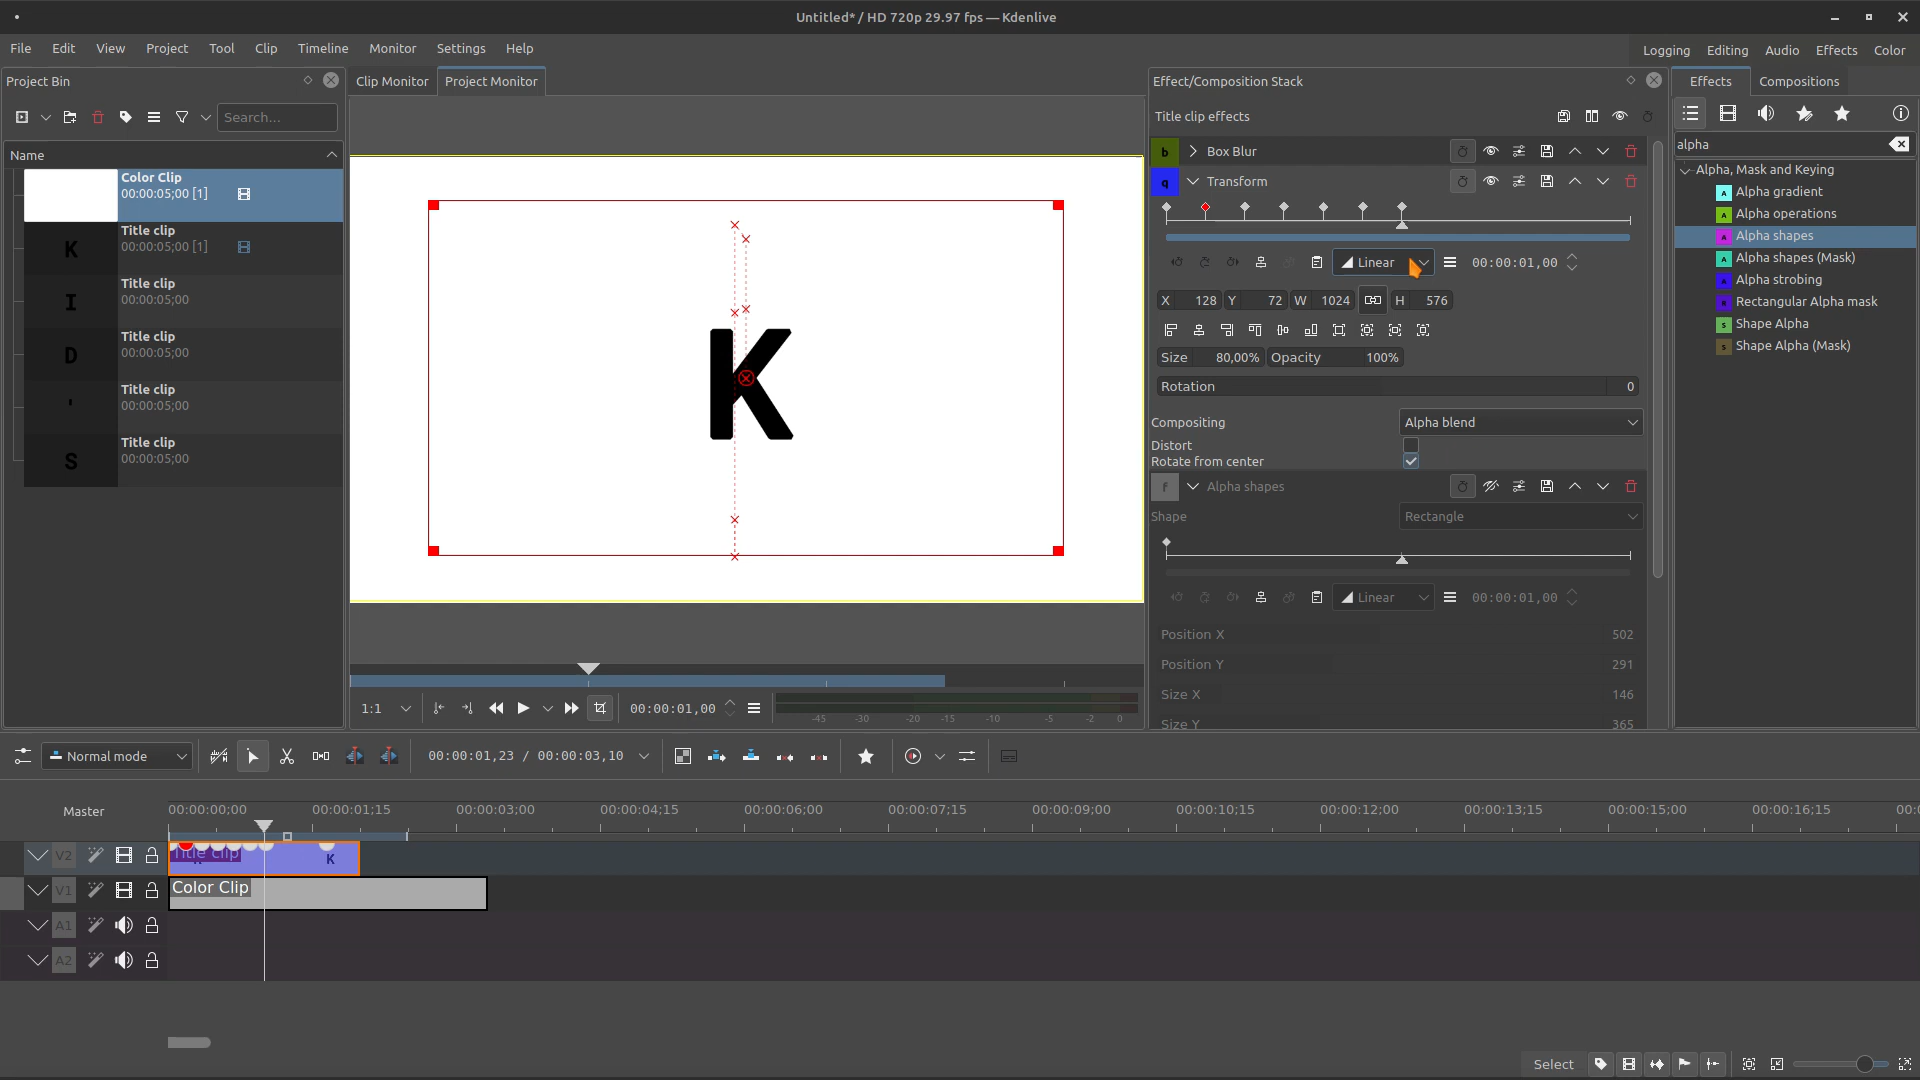 Untitled* / HD 720p 29.97 fps — Kdenlive
File Edit View Project Tool Clip Timeline Monitor Settings Help
Logging Editing Audio Effects Color
Project Bin
Search...
Name
Color Clip
00:00:05;00 [1]
K
Title clip
00:00:05;00 [1]
I
Title clip
00:00:05;00
D
Title clip
00:00:05;00
'
Title clip
00:00:05;00
S
Title clip
00:00:05;00
Clip Monitor Project Monitor
K
1:1
00:00:01,00
-45 -30 -20 -15 -10 -5 -2 0
Effect/Composition Stack
Title clip effects
b Box Blur
q Transform
Linear 00:00:01,00
X 128 Y 72 W 1024 H 576
Size 80,00% Opacity 100%
Rotation 0
Compositing Alpha blend
Distort
Rotate from center
f Alpha shapes
Shape Rectangle
Linear 00:00:01,00
Position X 502
Position Y 291
Size X 146
Size Y 365
Effects Compositions
alpha
Alpha, Mask and Keying
A Alpha gradient
A Alpha operations
A Alpha shapes
A Alpha shapes (Mask)
A Alpha strobing
R Rectangular Alpha mask
S Shape Alpha
S Shape Alpha (Mask)
Normal mode
00:00:01,23 / 00:00:03,10
Master
00:00:00;00 00:00:01;15 00:00:03;00 00:00:04;15 00:00:06;00 00:00:07;15 00:00:09;00 00:00:10;15 00:00:12;00 00:00:13;15 00:00:15;00 00:00:16;15
V2 Title clip K
V1 Color Clip
A1
A2
Select